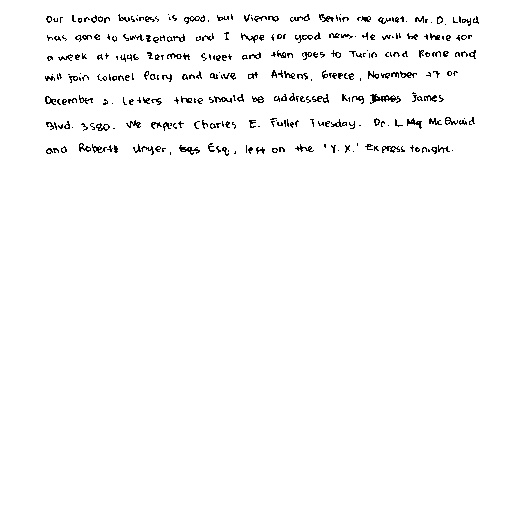 Our London business is good, but Vienna and Berlin are quiet. Mr. D. Lloyd
has gone to Switzerland and I hope for good news. He will be there for
a week at 1496 Zermott Street and then goes to Turin and Rome and
will join Colonel Parry and arive at Athens, Greece, November 27 or
December 2. Letters there should be addressed King James James
Blvd. 3580. We expect Charles E. Fuller Tuesday. Dr. L Mq McQuaid
and Robert Unger, Esq., left on the 'Y. X.' Express tonight.